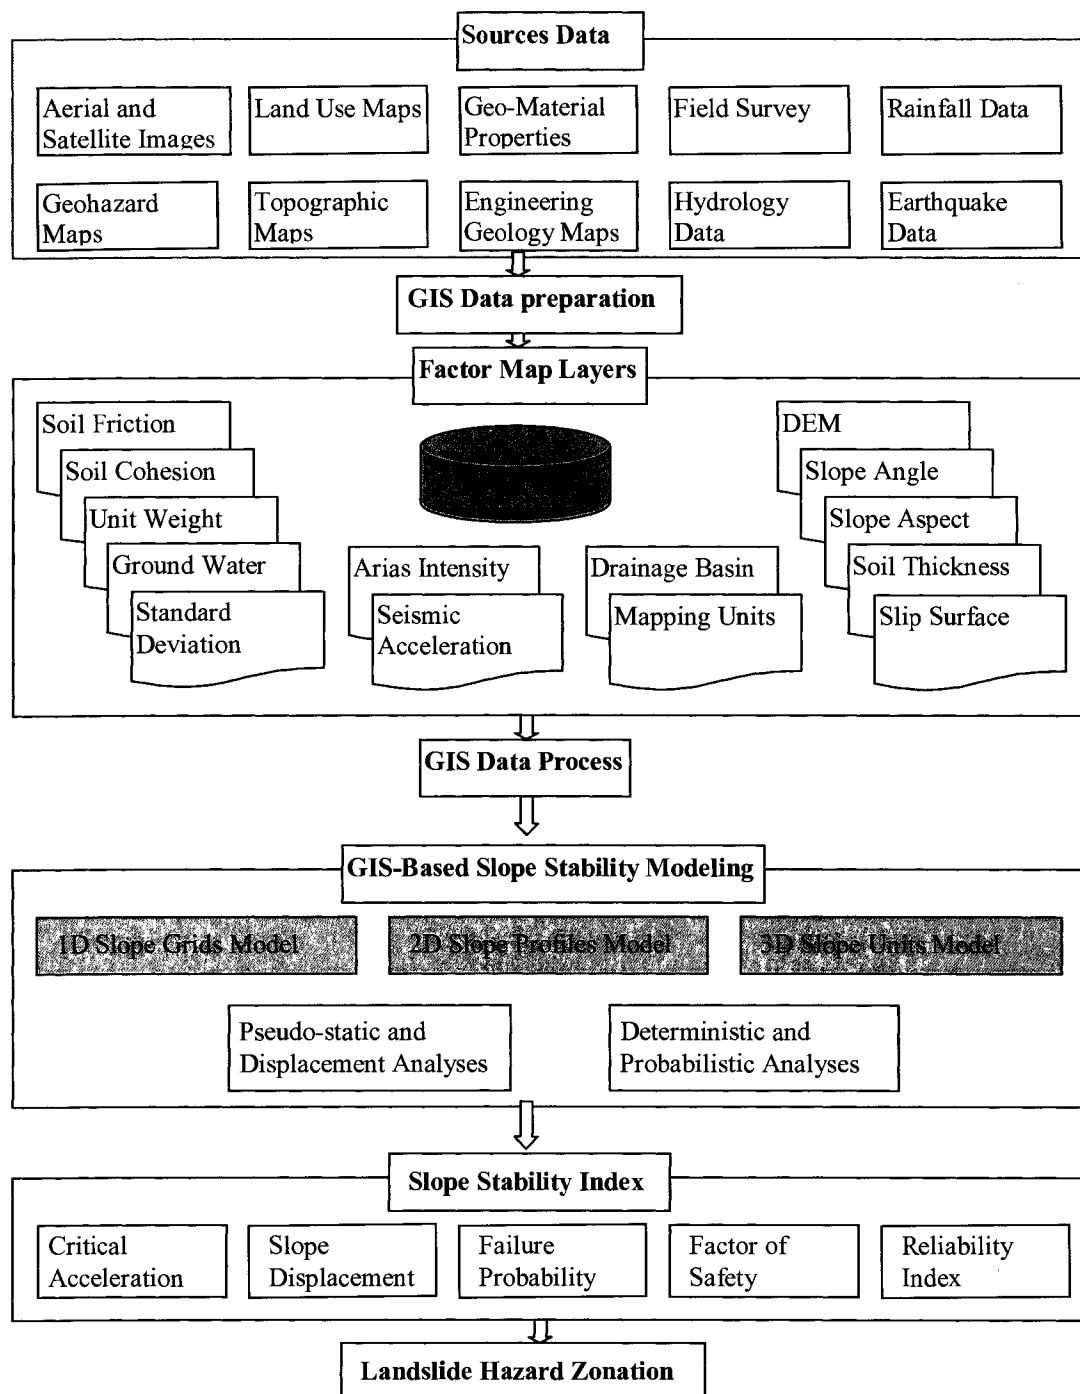 Sources Data
Aerial and
Satellite Images
Land Use Maps
Geo-Material
Properties
Field Survey
Rainfall Data
Geohazard
Maps
Topographic
Maps
Engineering
Geology Maps
Hydrology
Data
Earthquake
Data
GIS Data preparation
Factor Map Layers
Soil Friction
Soil Cohesion
Unit Weight
Ground Water
Standard
Deviation
Arias Intensity
Seismic
Acceleration
Drainage Basin
Mapping Units
DEM
Slope Angle
Slope Aspect
Soil Thickness
Slip Surface
GIS Data Process
GIS-Based Slope Stability Modeling
1D Slope Grids Model
2D Slope Profiles Model
3D Slope Units Model
Pseudo-static and
Displacement Analyses
Deterministic and
Probabilistic Analyses
Slope Stability Index
Critical
Acceleration
Slope
Displacement
Failure
Probability
Factor of
Safety
Reliability
Index
Landslide Hazard Zonation